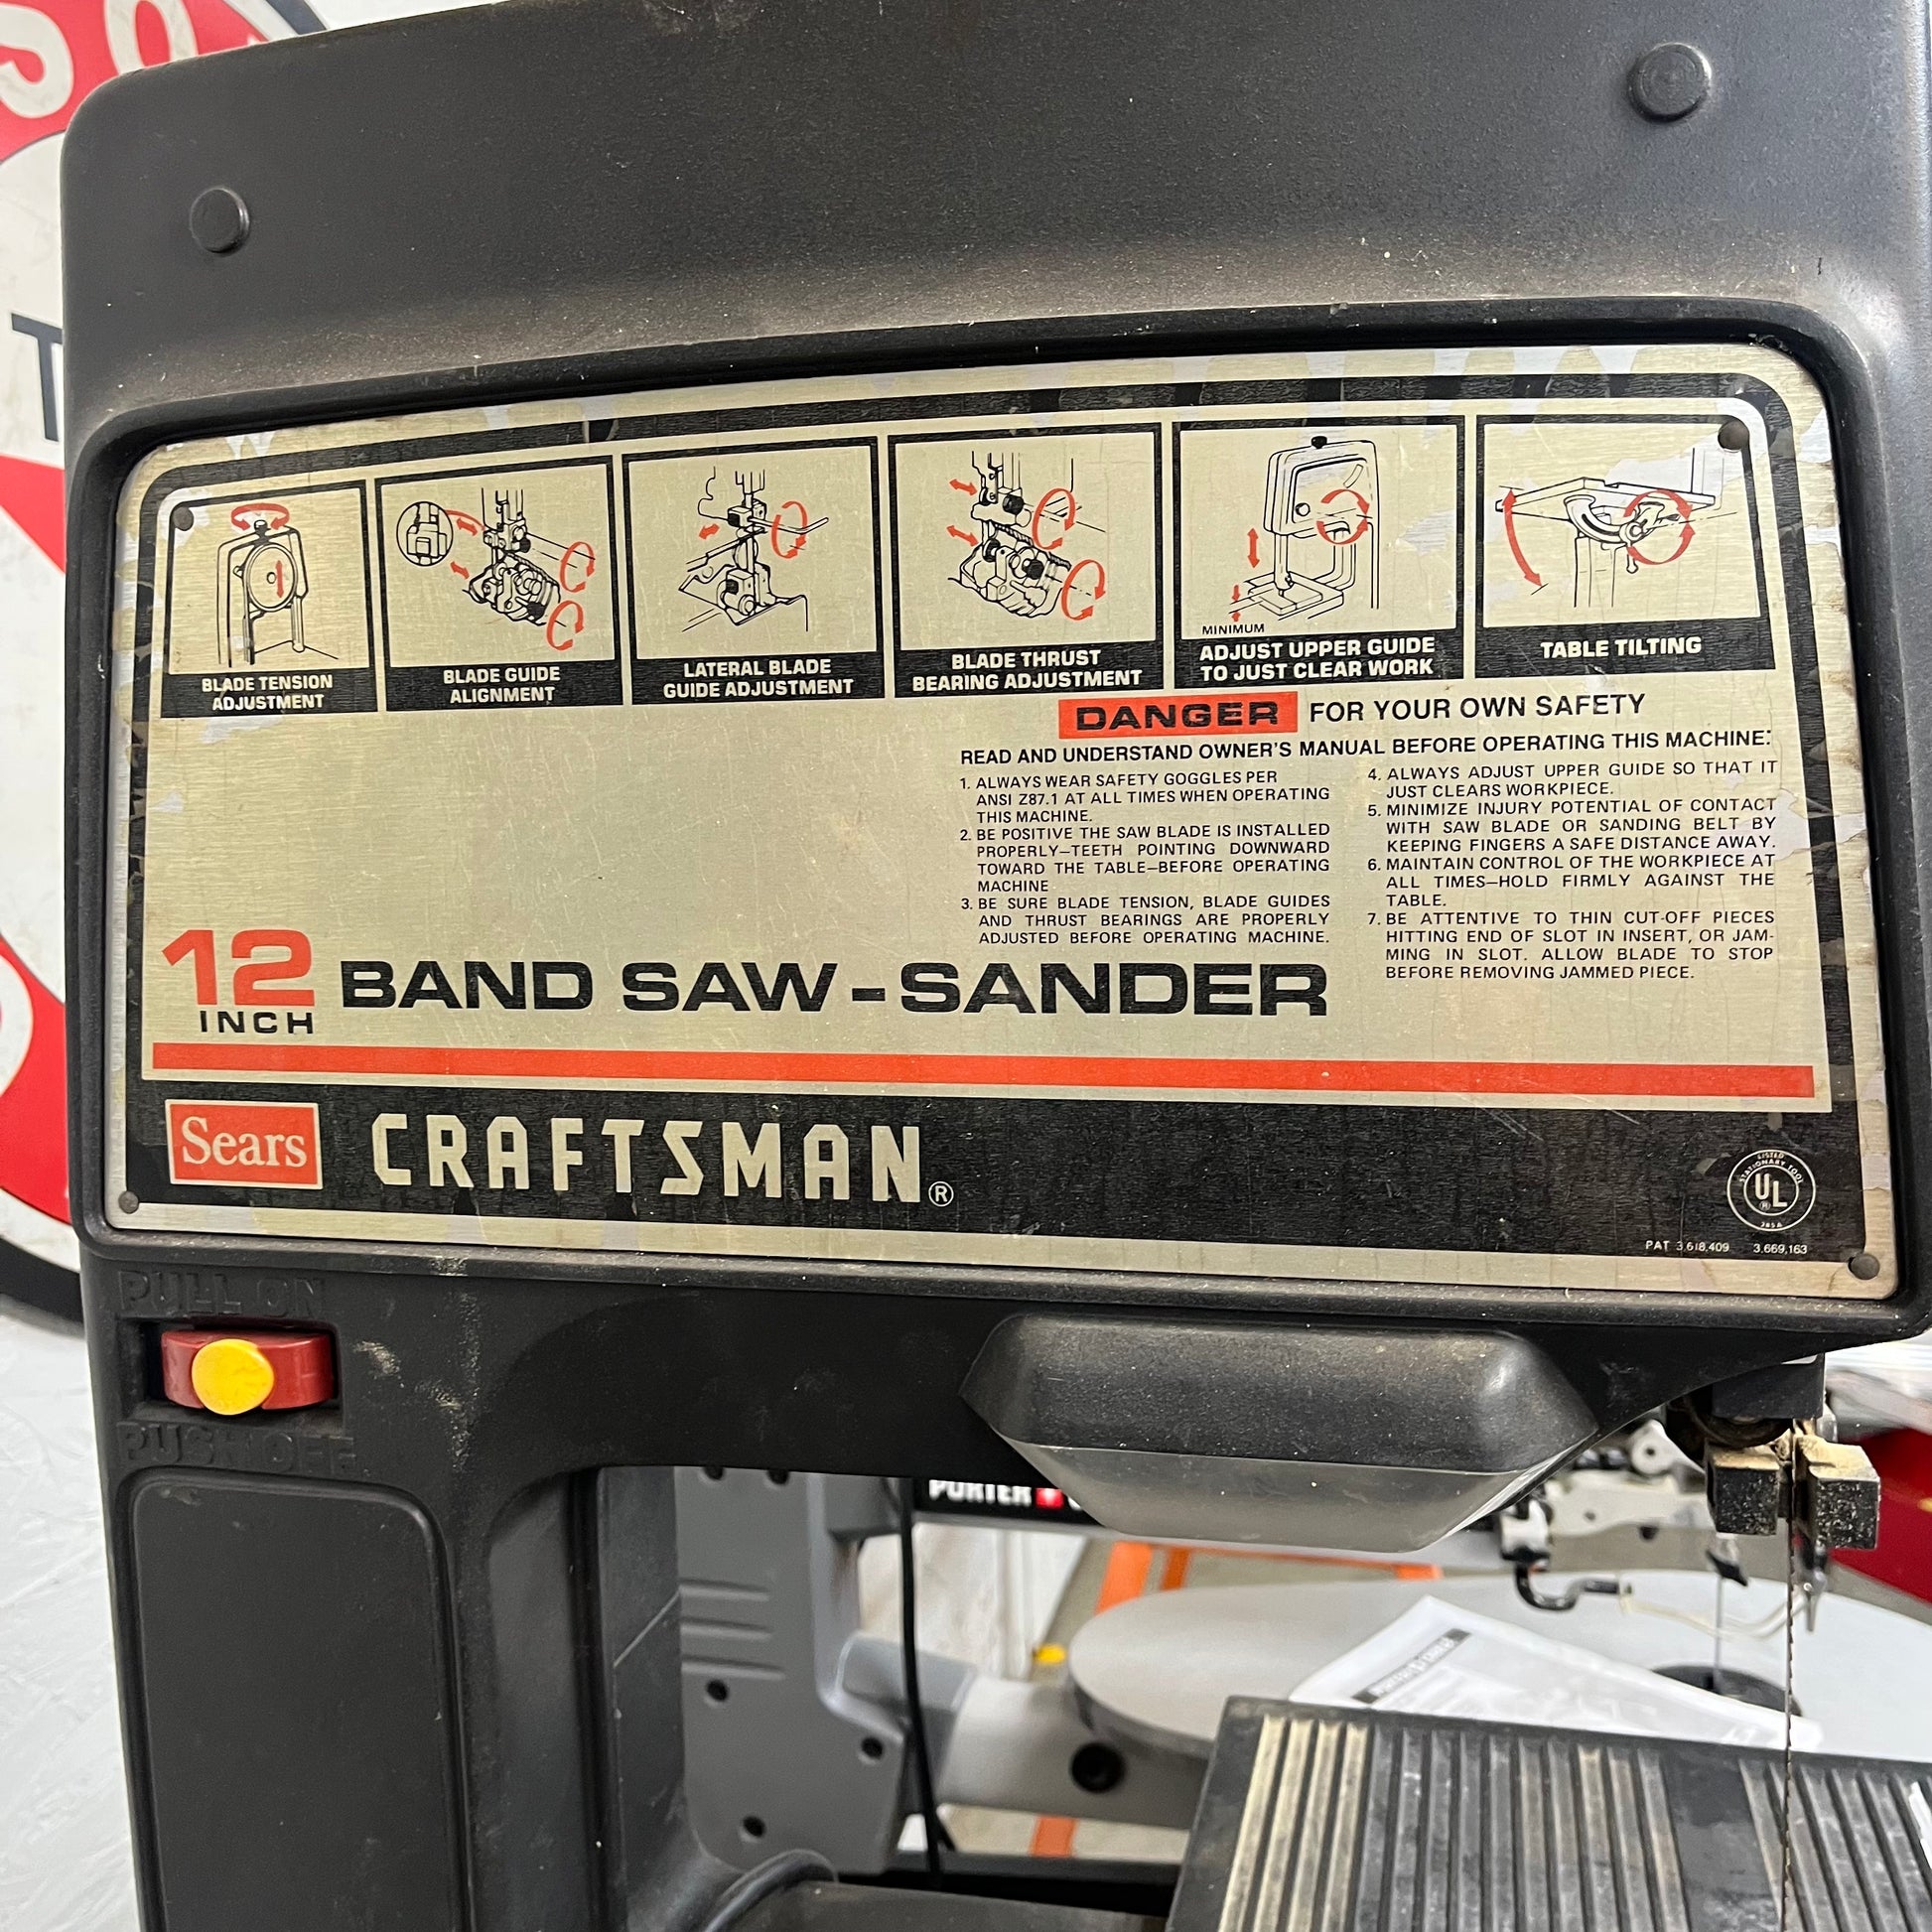 SO
T
BLADE TENSION
ADJUSTMENT
BLADE GUIDE
ALIGNMENT
LATERAL BLADE
GUIDE ADJUSTMENT
BLADE THRUST
BEARING ADJUSTMENT
MINIMUM
ADJUST UPPER GUIDE
TO JUST CLEAR WORK
TABLE TILTING
DANGER FOR YOUR OWN SAFETY
READ AND UNDERSTAND OWNER'S MANUAL BEFORE OPERATING THIS MACHINE:
1. ALWAYS WEAR SAFETY GOGGLES PER
ANSI Z87.1 AT ALL TIMES WHEN OPERATING
THIS MACHINE.
2. BE POSITIVE THE SAW BLADE IS INSTALLED
PROPERLY—TEETH POINTING DOWNWARD
TOWARD THE TABLE—BEFORE OPERATING
MACHINE
3. BE SURE BLADE TENSION, BLADE GUIDES
AND THRUST BEARINGS ARE PROPERLY
ADJUSTED BEFORE OPERATING MACHINE.
4. ALWAYS ADJUST UPPER GUIDE SO THAT IT
JUST CLEARS WORKPIECE.
5. MINIMIZE INJURY POTENTIAL OF CONTACT
WITH SAW BLADE OR SANDING BELT BY
KEEPING FINGERS A SAFE DISTANCE AWAY.
6. MAINTAIN CONTROL OF THE WORKPIECE AT
ALL TIMES—HOLD FIRMLY AGAINST THE
TABLE.
7. BE ATTENTIVE TO THIN CUT-OFF PIECES
HITTING END OF SLOT IN INSERT, OR JAM-
MING IN SLOT. ALLOW BLADE TO STOP
BEFORE REMOVING JAMMED PIECE.
12
INCH
BAND SAW-SANDER
Sears
CRAFTSMAN®
LISTED
STATIONARY TOOL
UL
®
785A
PAT 3,618,409 3,669,163
PULL ON
PUSH OFF
PORTER